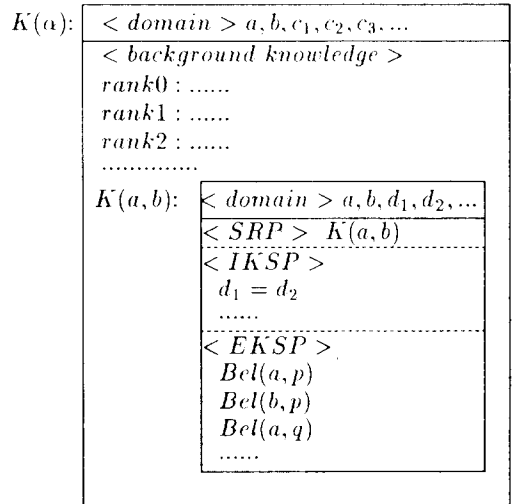 K(α): < domain > a, b, c₁, c₂, c₃, ...
< background knowledge >
rank0 : ......
rank1 : ......
rank2 : ......
..............
K(a, b): < domain > a, b, d₁, d₂, ...
< SRP > K(a, b)
< IKSP >
d₁ = d₂
......
< EKSP >
Bel(a, p)
Bel(b, p)
Bel(a, q)
......